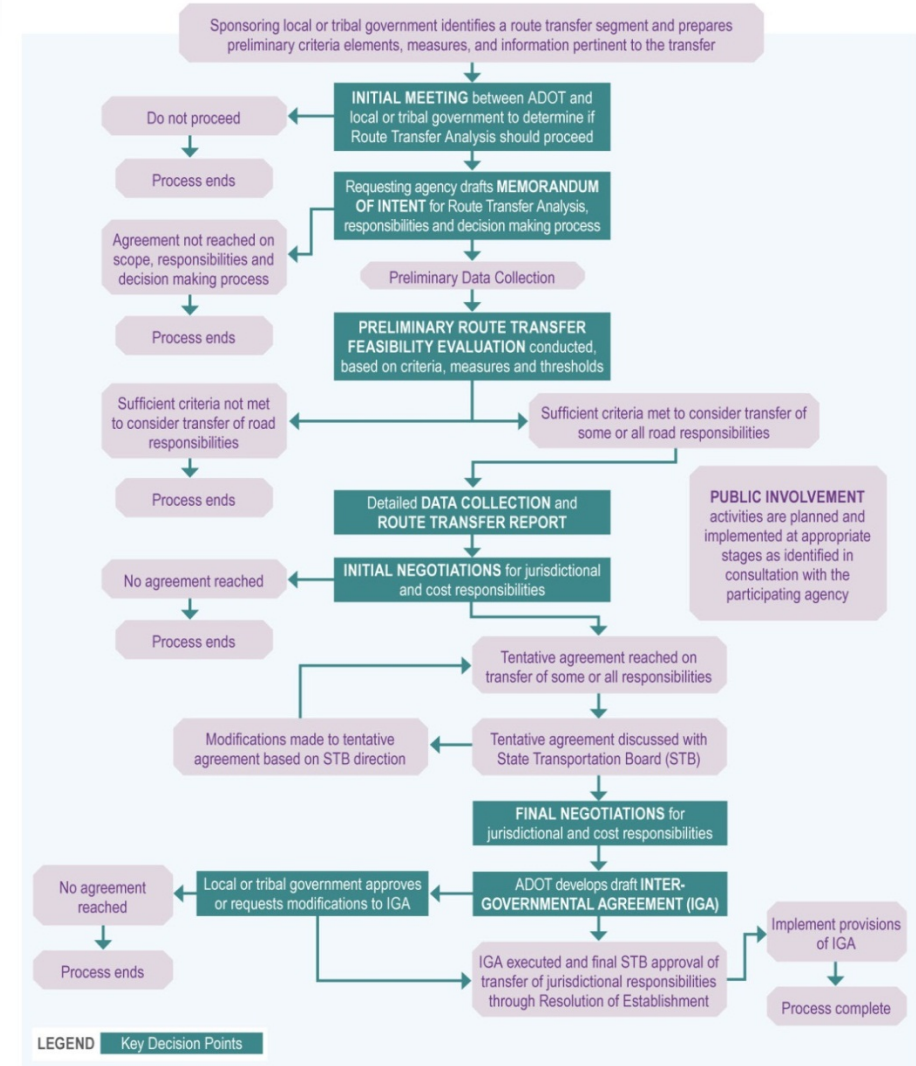 Sponsoring local or tribal government identifies a route transfer segment and prepares
preliminary criteria elements, measures, and information pertinent to the transfer
INITIAL MEETING between ADOT and
local or tribal government to determine if
Route Transfer Analysis should proceed
Do not proceed
Process ends
Requesting agency drafts MEMORANDUM
OF INTENT for Route Transfer Analysis,
responsibilities and decision making process
Agreement not reached on
scope, responsibilities and
decision making process
Process ends
Preliminary Data Collection
PRELIMINARY ROUTE TRANSFER
FEASIBILITY EVALUATION conducted,
based on criteria, measures and thresholds
Sufficient criteria not met
to consider transfer of road
responsibilities
Process ends
Sufficient criteria met to consider transfer of
some or all road responsibilities
Detailed DATA COLLECTION and
ROUTE TRANSFER REPORT
PUBLIC INVOLVEMENT
activities are planned and
implemented at appropriate
stages as identified in
consultation with the
participating agency
INITIAL NEGOTIATIONS for jurisdictional
and cost responsibilities
No agreement reached
Process ends
Tentative agreement reached on
transfer of some or all responsibilities
Tentative agreement discussed with
State Transportation Board (STB)
Modifications made to tentative
agreement based on STB direction
FINAL NEGOTIATIONS for
jurisdictional and cost responsibilities
ADOT develops draft INTER-
GOVERNMENTAL AGREEMENT (IGA)
Local or tribal government approves
or requests modifications to IGA
No agreement
reached
Process ends
IGA executed and final STB approval of
transfer of jurisdictional responsibilities
through Resolution of Establishment
Implement provisions
of IGA
Process complete
LEGEND Key Decision Points